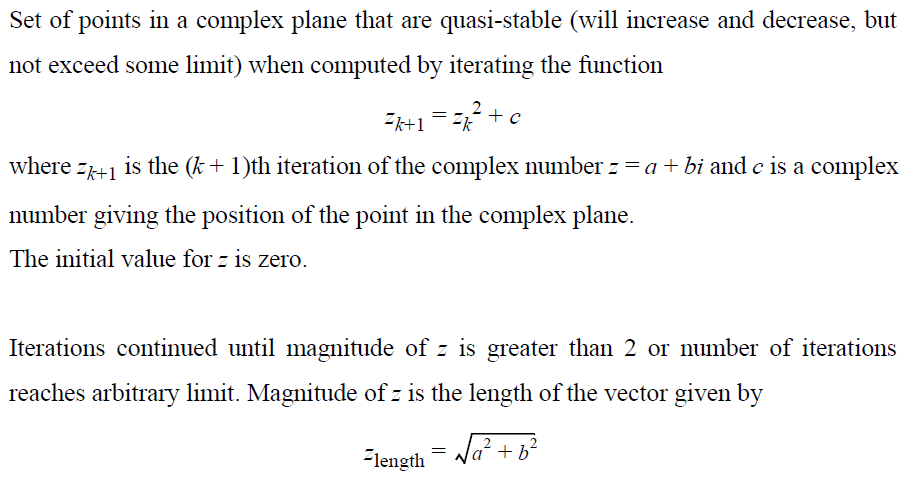 Set of points in a complex plane that are quasi-stable (will increase and decrease, but
not exceed some limit) when computed by iterating the function
z_{k+1} = z_k^2 + c
where z_{k+1} is the (k + 1)th iteration of the complex number z = a + bi and c is a complex
number giving the position of the point in the complex plane.
The initial value for z is zero.
Iterations continued until magnitude of z is greater than 2 or number of iterations
reaches arbitrary limit. Magnitude of z is the length of the vector given by
z_{length} = √(a^2 + b^2)